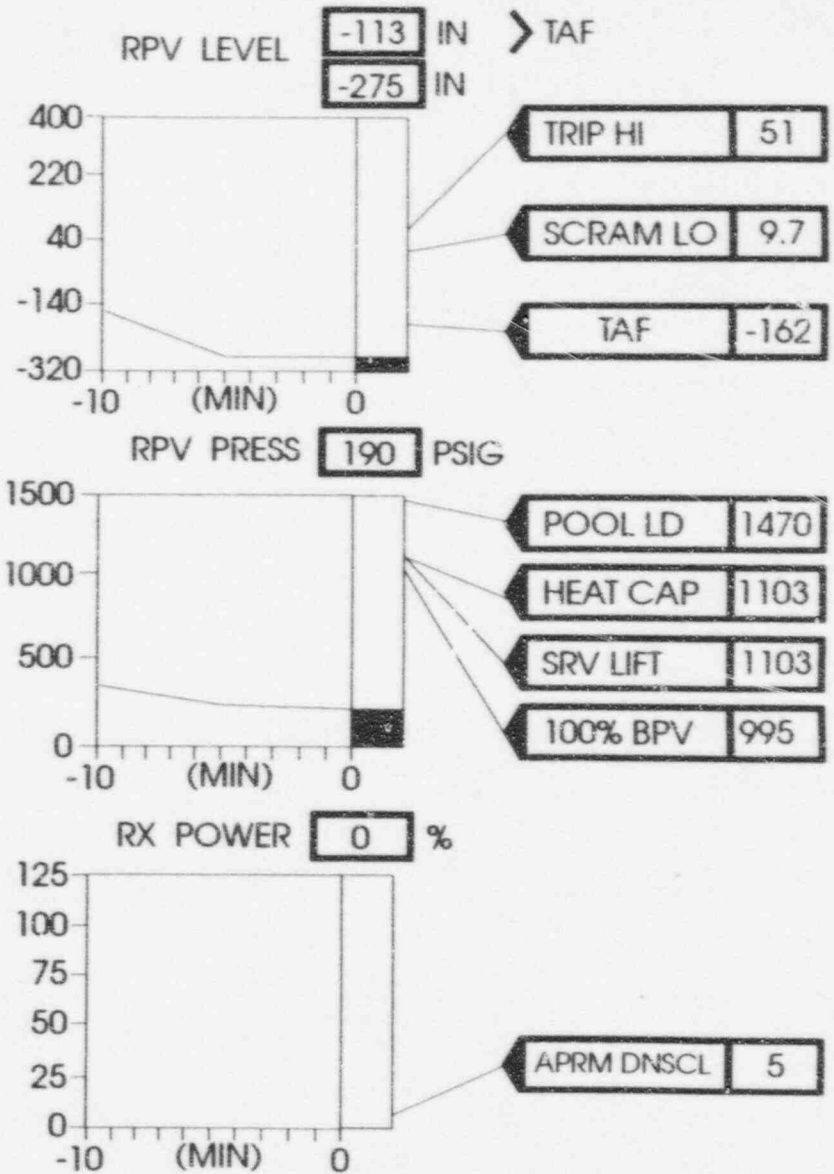 RPV LEVEL -113 IN > TAF
-275 IN
400
220
40
-140
-320
-10 (MIN) 0
TRIP HI 51
SCRAM LO 9.7
TAF -162
RPV PRESS 190 PSIG
1500
1000
500
0
-10 (MIN) 0
POOL LD 1470
HEAT CAP 1103
SRV LIFT 1103
100% BPV 995
RX POWER 0 %
125
100
75
50
25
0
-10 (MIN) 0
APRM DNSCL 5